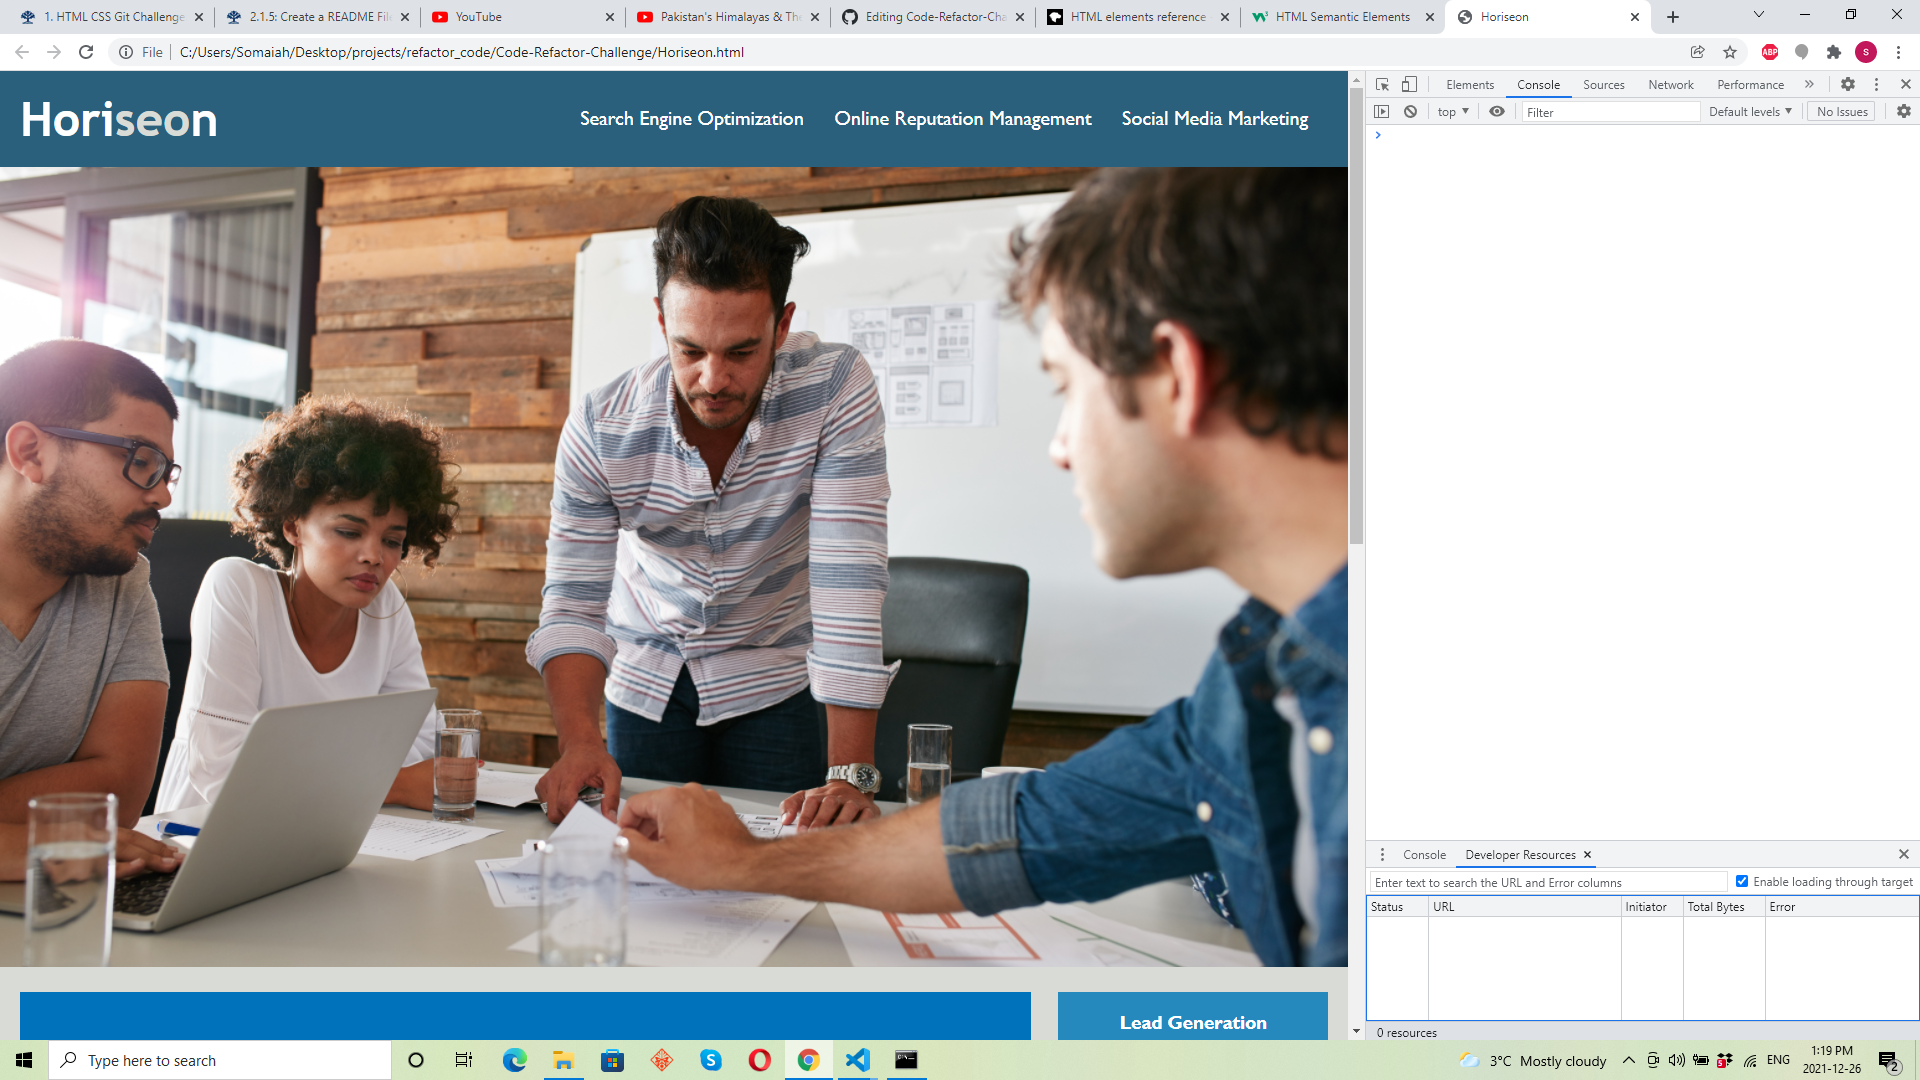 1. HTML CSS Git Challenge
2.1.5: Create a README Fil
YouTube
Pakistan's Himalayas & The
Editing Code-Refactor-Cha
HTML elements reference
HTML Semantic Elements
Horiseon
File
C:/Users/Somaiah/Desktop/projects/refactor_code/Code-Refactor-Challenge/Horiseon.html
ABP
S
Horiseon
Search Engine Optimization
Online Reputation Management
Social Media Marketing
Elements
Console
Sources
Network
Performance
top
Filter
Default levels
No Issues
Lead Generation
Console
Developer Resources
Enter text to search the URL and Error columns
Enable loading through target
Status
URL
Initiator
Total Bytes
Error
0 resources
Type here to search
3°C Mostly cloudy
ENG
1:19 PM
2021-12-26
2